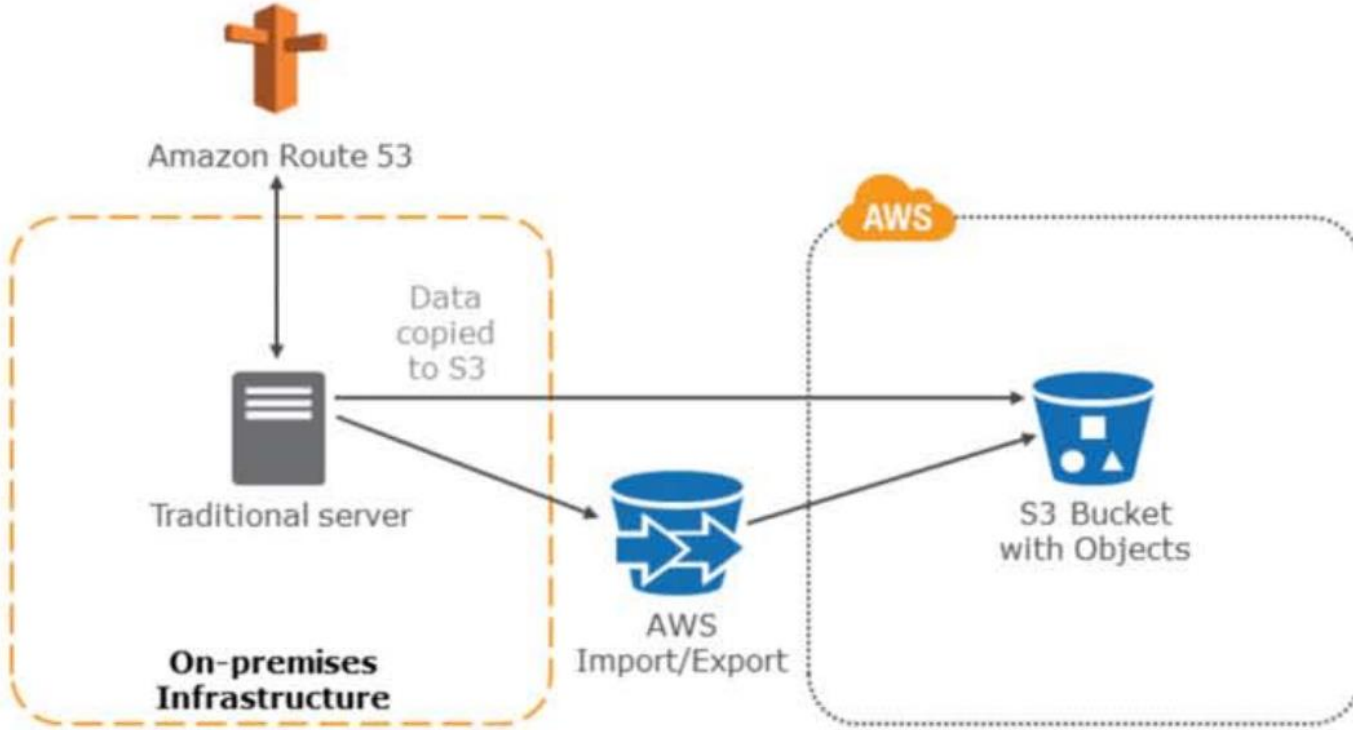 Amazon Route 53
AWS
Data
copied
to S3
Traditional server
S3 Bucket
with Objects
AWS
Import/Export
On-premises
Infrastructure